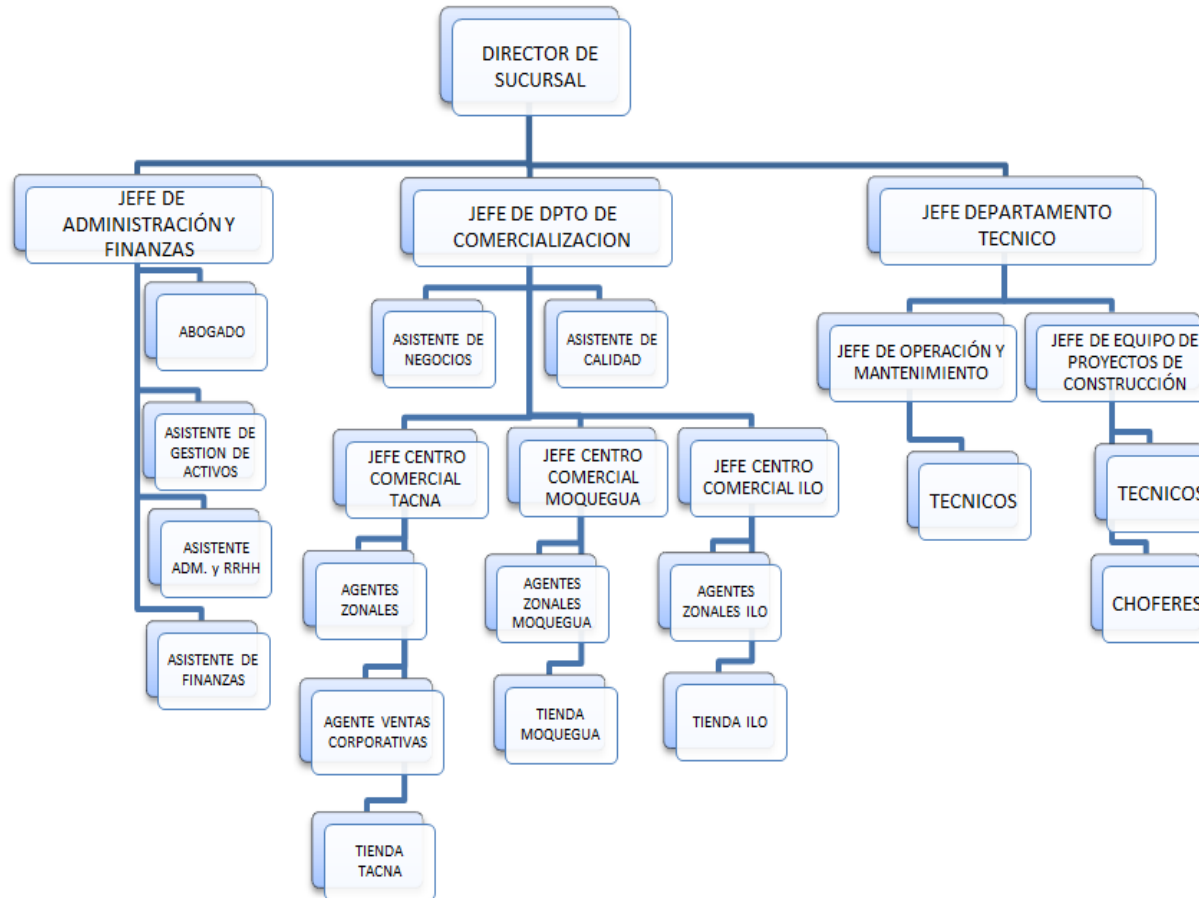 DIRECTOR DE
SUCURSAL
JEFE DE
ADMINISTRACIÓN Y
FINANZAS
JEFE DE DPTO DE
COMERCIALIZACION
JEFE DEPARTAMENTO
TECNICO
ABOGADO
ASISTENTE DE
GESTION DE
ACTIVOS
ASISTENTE
ADM. y RRHH
ASISTENTE DE
FINANZAS
ASISTENTE DE
NEGOCIOS
ASISTENTE DE
CALIDAD
JEFE CENTRO
COMERCIAL
TACNA
AGENTES
ZONALES
AGENTE VENTAS
CORPORATIVAS
TIENDA
TACNA
JEFE CENTRO
COMERCIAL
MOQUEGUA
AGENTES
ZONALES
MOQUEGUA
TIENDA
MOQUEGUA
JEFE CENTRO
COMERCIAL ILO
AGENTES
ZONALES ILO
TIENDA ILO
JEFE DE OPERACIÓN Y
MANTENIMIENTO
TECNICOS
JEFE DE EQUIPO DE
PROYECTOS DE
CONSTRUCCIÓN
TECNICOS
CHOFERES